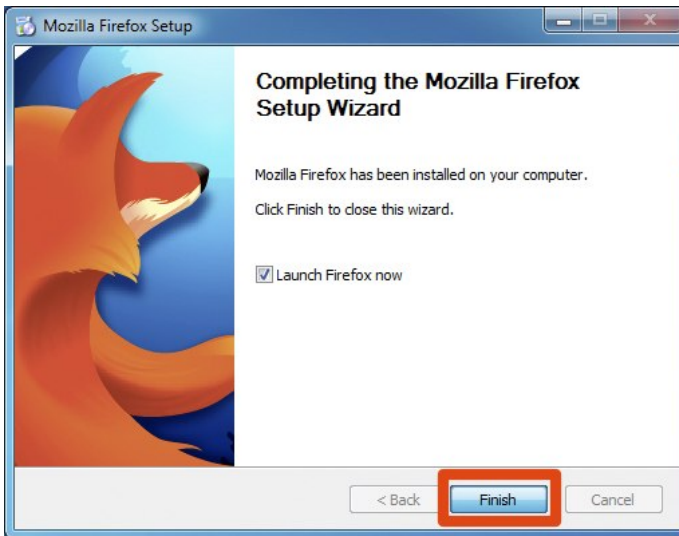 Mozilla Firefox Setup
Completing the Mozilla Firefox
Setup Wizard
Mozilla Firefox has been installed on your computer.
Click Finish to close this wizard.
Launch Firefox now
< Back Finish Cancel